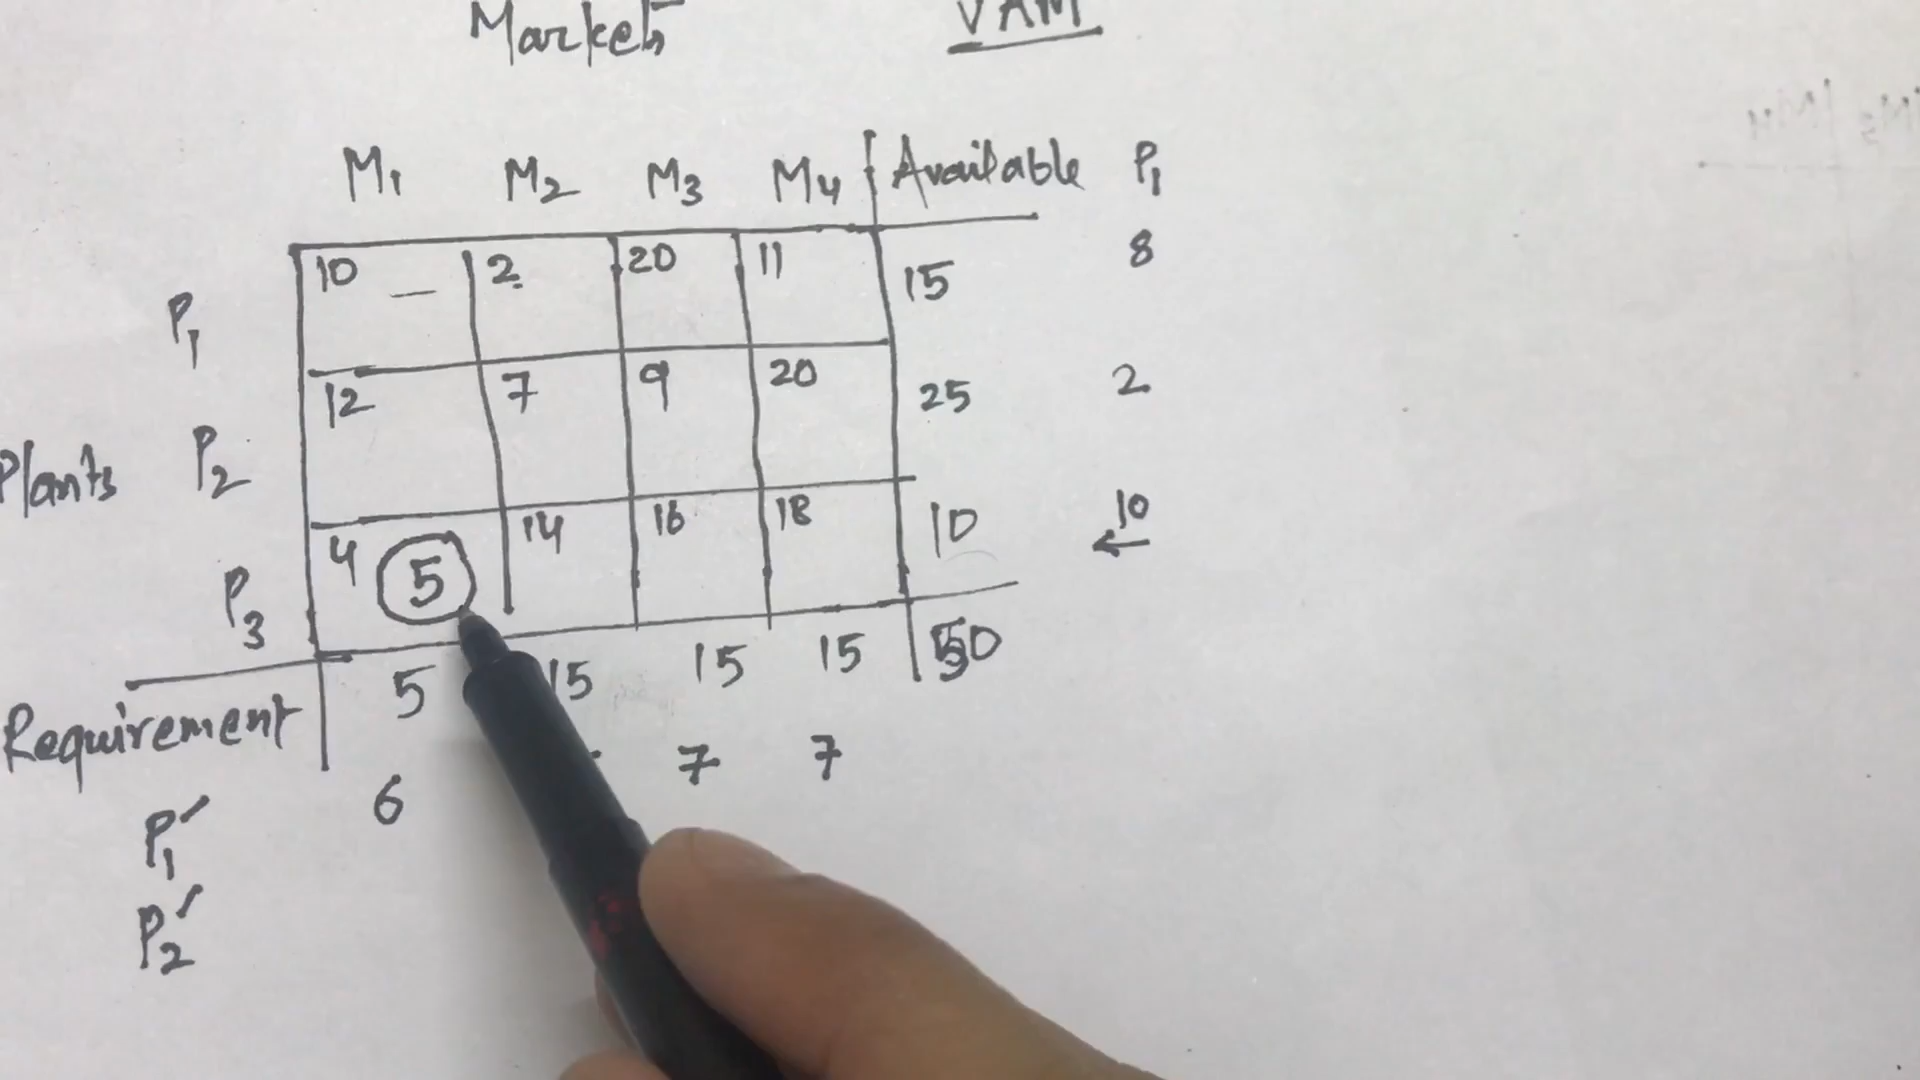 Markets VAM
M1 M2 M3 M4 Available P1
P1 10 — 2 20 11 15 8
12 7 9 20 25 2
Plants P2
4 5 14 16 18 10 ← 10
P3
Requirement 5 15 15 15 50
P1′ 6 7 7
P2′